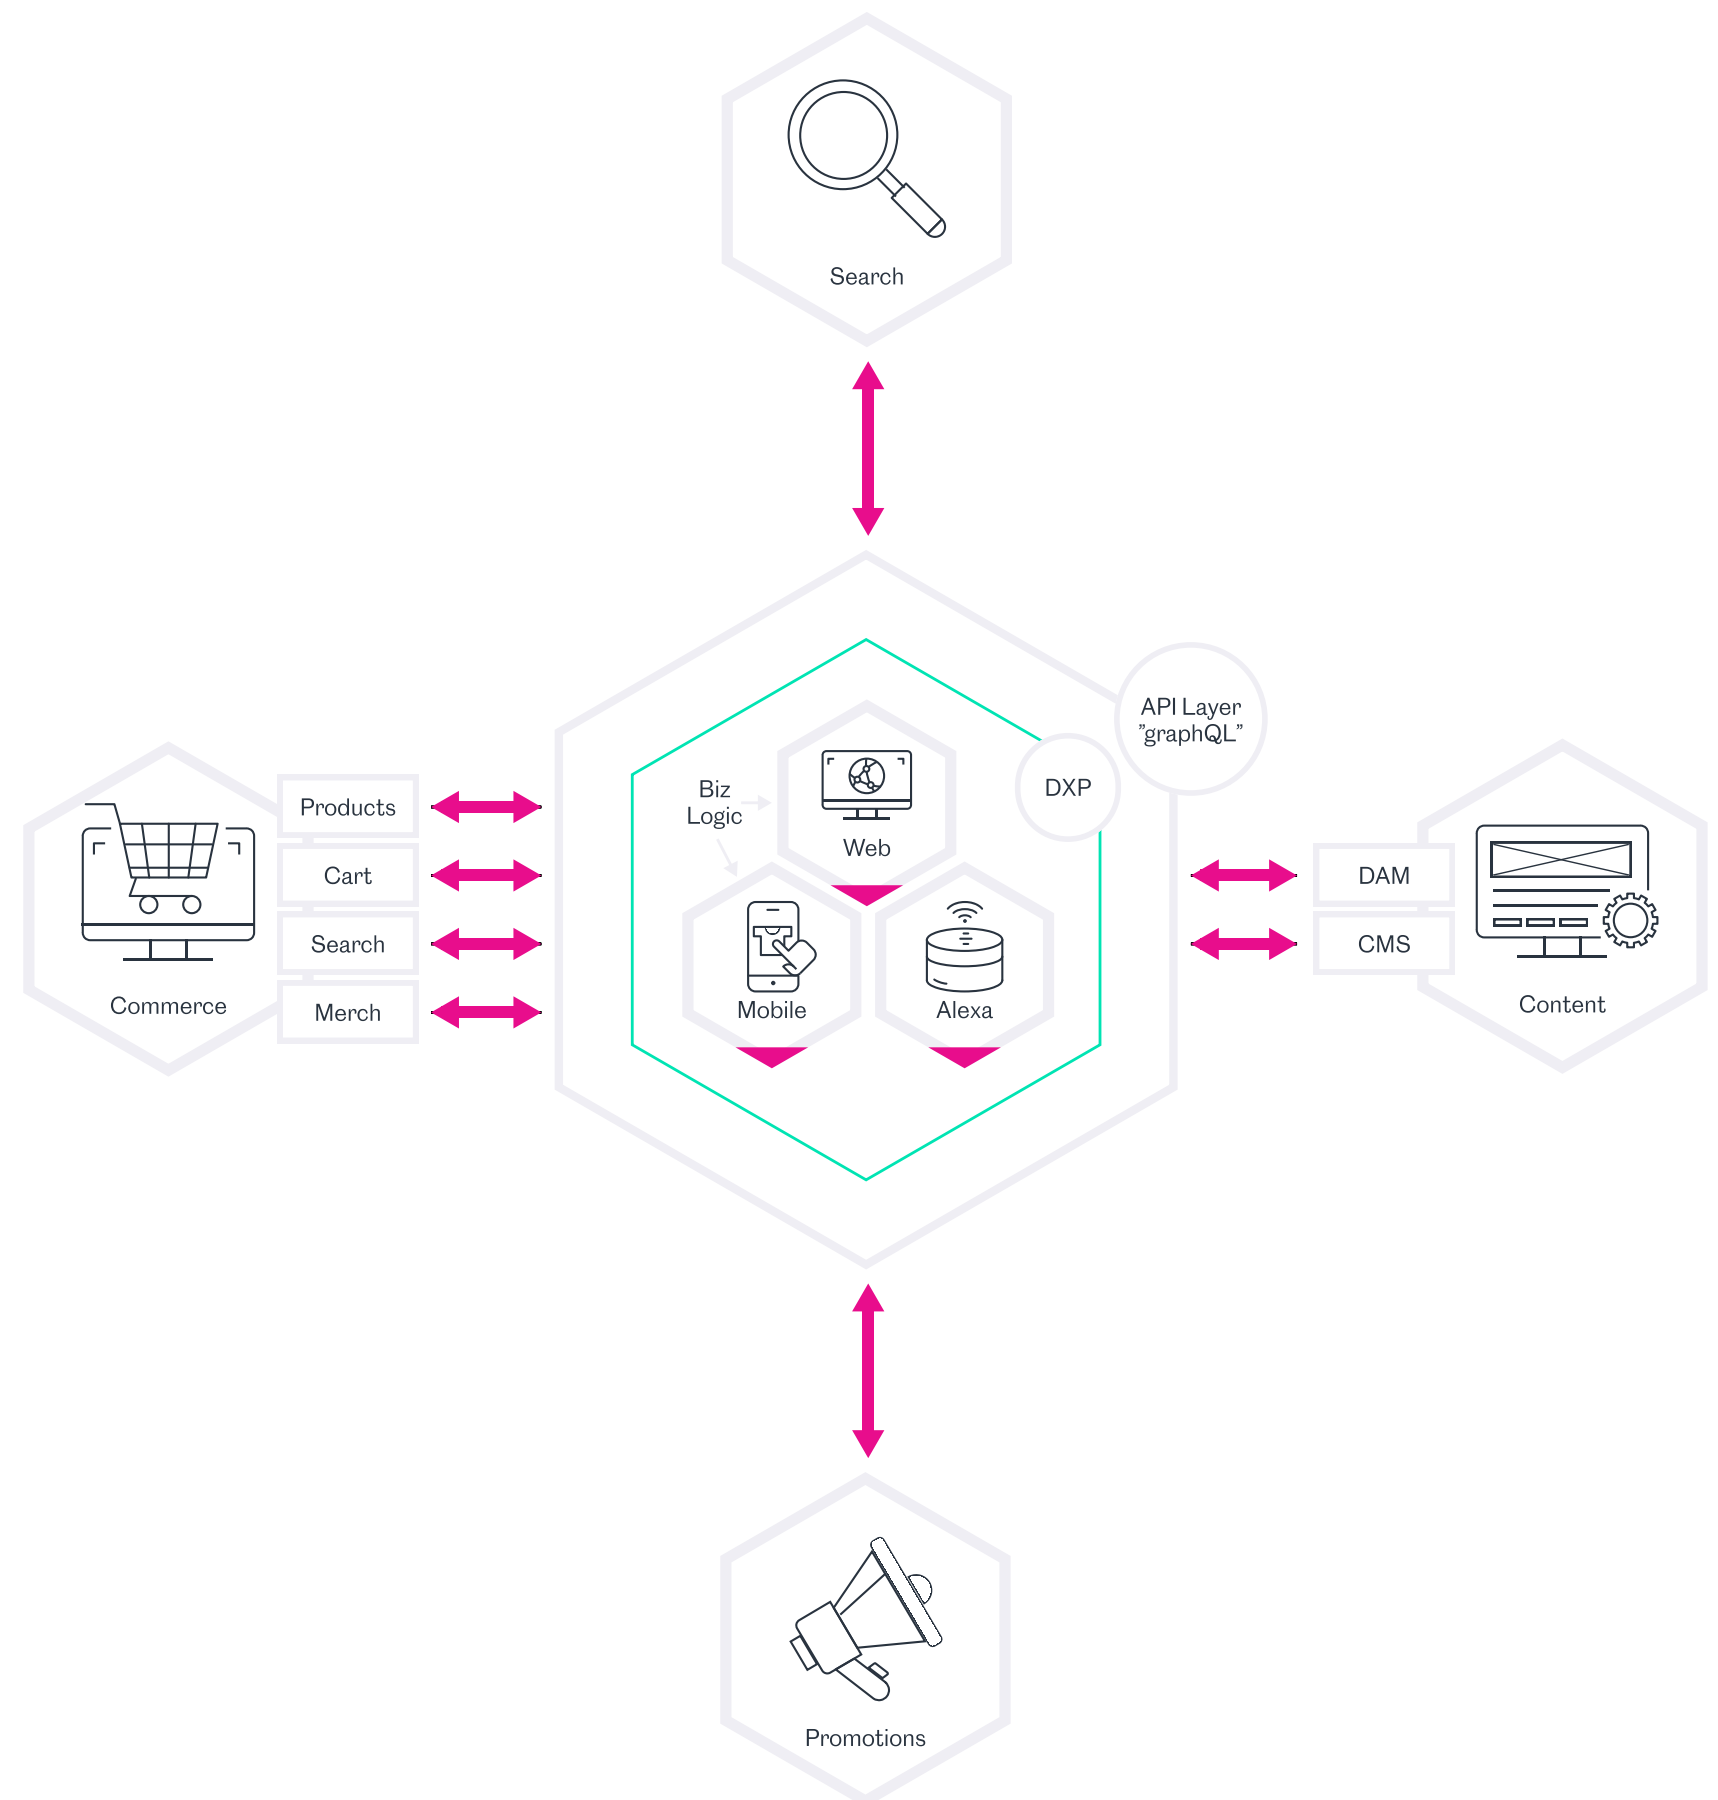 Search
API Layer
”graphQL”
DXP
Biz
Logic
Web
Mobile
Alexa
Products
Cart
Search
Merch
Commerce
DAM
CMS
Content
Promotions